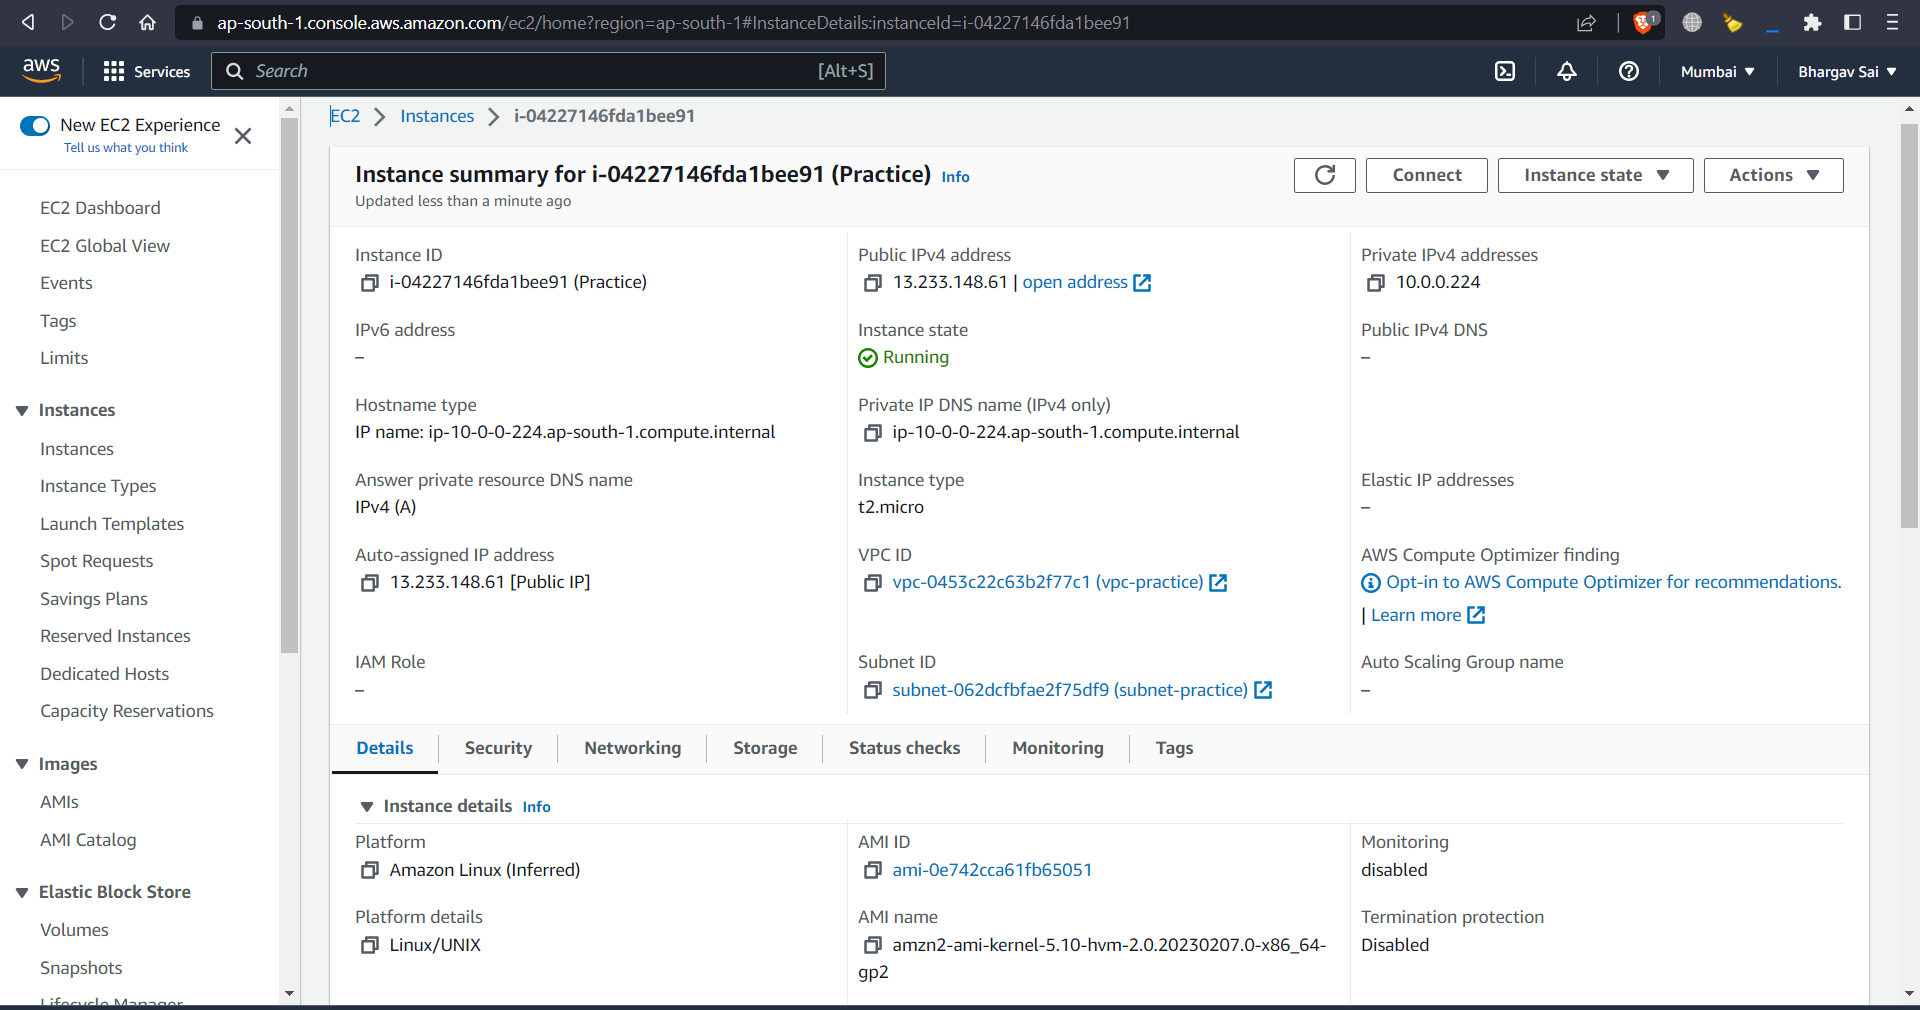 ap-south-1.console.aws.amazon.com/ec2/home?region=ap-south-1#InstanceDetails:instanceId=i-04227146fda1bee91
1
aws
Services
Search
[Alt+S]
Mumbai
Bhargav Sai
New EC2 Experience
Tell us what you think
EC2 Dashboard
EC2 Global View
Events
Tags
Limits
Instances
Instances
Instance Types
Launch Templates
Spot Requests
Savings Plans
Reserved Instances
Dedicated Hosts
Capacity Reservations
Images
AMIs
AMI Catalog
Elastic Block Store
Volumes
Snapshots
Lifecycle Manager
EC2 > Instances > i-04227146fda1bee91
Instance summary for i-04227146fda1bee91 (Practice) Info
Updated less than a minute ago
Connect
Instance state
Actions
Instance ID
i-04227146fda1bee91 (Practice)
Public IPv4 address
13.233.148.61 | open address
Private IPv4 addresses
10.0.0.224
IPv6 address
–
Instance state
Running
Public IPv4 DNS
–
Hostname type
IP name: ip-10-0-0-224.ap-south-1.compute.internal
Private IP DNS name (IPv4 only)
ip-10-0-0-224.ap-south-1.compute.internal
Answer private resource DNS name
IPv4 (A)
Instance type
t2.micro
Elastic IP addresses
–
Auto-assigned IP address
13.233.148.61 [Public IP]
VPC ID
vpc-0453c22c63b2f77c1 (vpc-practice)
AWS Compute Optimizer finding
Opt-in to AWS Compute Optimizer for recommendations.
| Learn more
IAM Role
–
Subnet ID
subnet-062dcfbfae2f75df9 (subnet-practice)
Auto Scaling Group name
–
Details
Security
Networking
Storage
Status checks
Monitoring
Tags
Instance details Info
Platform
Amazon Linux (Inferred)
AMI ID
ami-0e742cca61fb65051
Monitoring
disabled
Platform details
Linux/UNIX
AMI name
amzn2-ami-kernel-5.10-hvm-2.0.20230207.0-x86_64-
gp2
Termination protection
Disabled